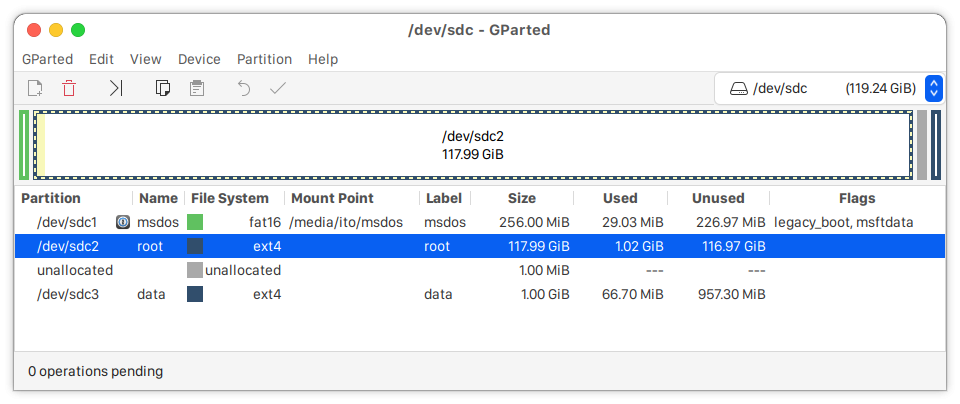 /dev/sdc - GParted
GParted Edit View Device Partition Help
/dev/sdc (119.24 GiB)
/dev/sdc2
117.99 GiB
Partition Name File System Mount Point Label Size Used Unused Flags
/dev/sdc1 msdos fat16 /media/ito/msdos msdos 256.00 MiB 29.03 MiB 226.97 MiB legacy_boot, msftdata
/dev/sdc2 root ext4 root 117.99 GiB 1.02 GiB 116.97 GiB
unallocated unallocated 1.00 MiB --- ---
/dev/sdc3 data ext4 data 1.00 GiB 66.70 MiB 957.30 MiB
0 operations pending